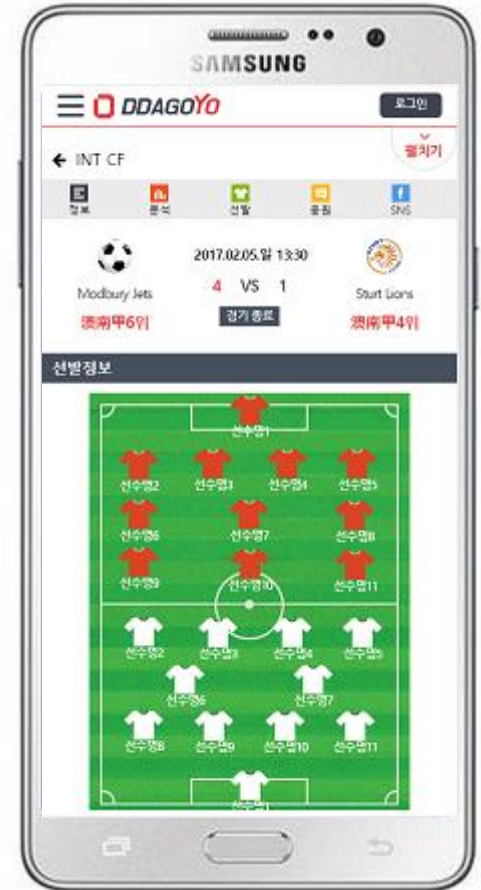 SAMSUNG
DDAGOYO 로그인
펼치기
INT CF
정보 분석 선발 응원 SNS
2017.02.05.일 13:30
4 VS 1
Modbury Jets Sturt Lions
경기 종료
澳南甲6위 澳南甲4위
선발정보
선수명1
선수명2 선수명3 선수명4 선수명5
선수명6 선수명7 선수명8
선수명9 선수명10 선수명11
선수명2 선수명3 선수명4 선수명5
선수명6 선수명7
선수명8 선수명9 선수명10 선수명11
선수명1